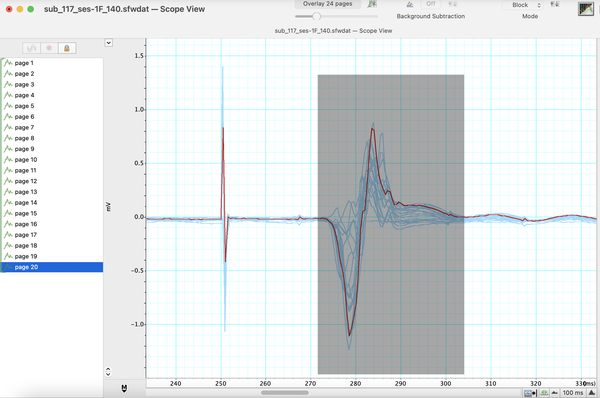 sub_117_ses-1F_140.sfwdat — Scope View
Overlay 24 pages
Off
Background Subtraction
Block
Mode
sub_117_ses-1F_140.sfwdat — Scope View
page 1
page 2
page 3
page 4
page 5
page 6
page 7
page 8
page 9
page 10
page 11
page 12
page 13
page 14
page 15
page 16
page 17
page 18
page 19
page 20
1.5
1.0
0.5
0.0
-0.5
-1.0
mV
M
240 250 260 270 280 290 300 310 320 330 (ms)
100 ms